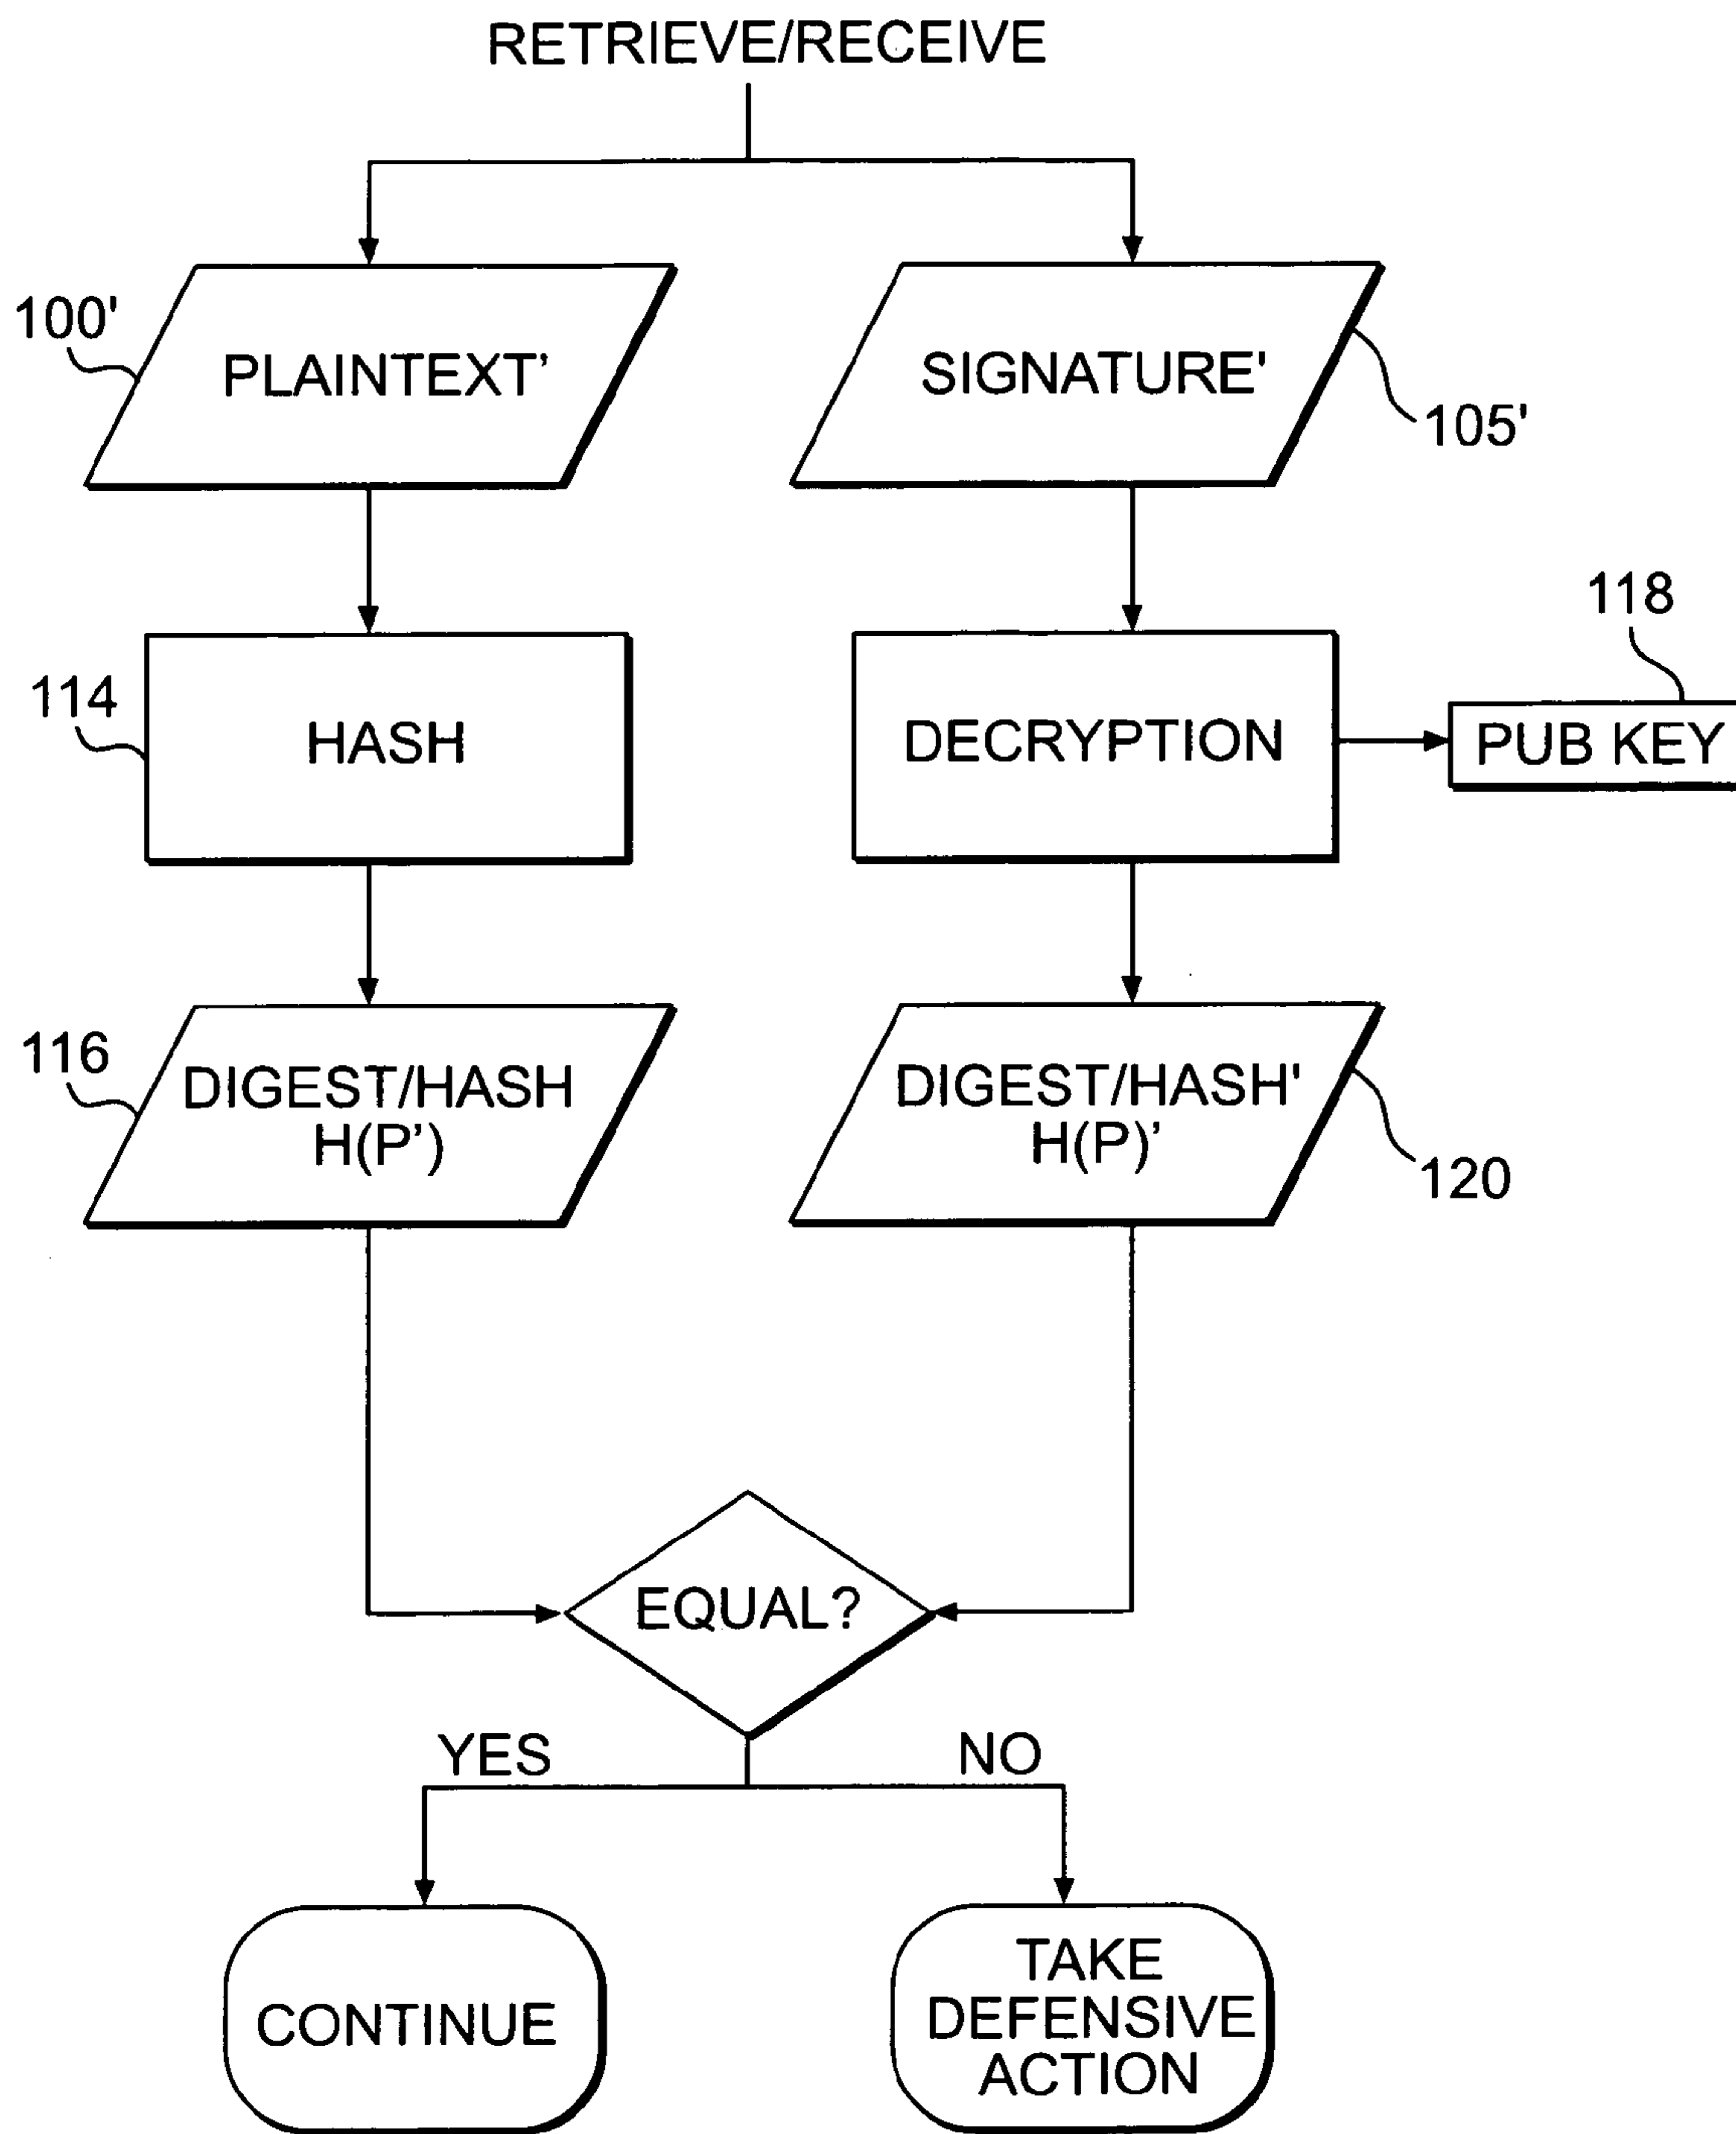 RETRIEVE/RECEIVE
100'
PLAINTEXT’
SIGNATURE'
105'
118
114
HASH
DECRYPTION
PUB KEY
116
DIGEST/HASH
H(P’)
DIGEST/HASH'
H(P)’
120
EQUAL?
YES
NO
CONTINUE
TAKE
DEFENSIVE
ACTION